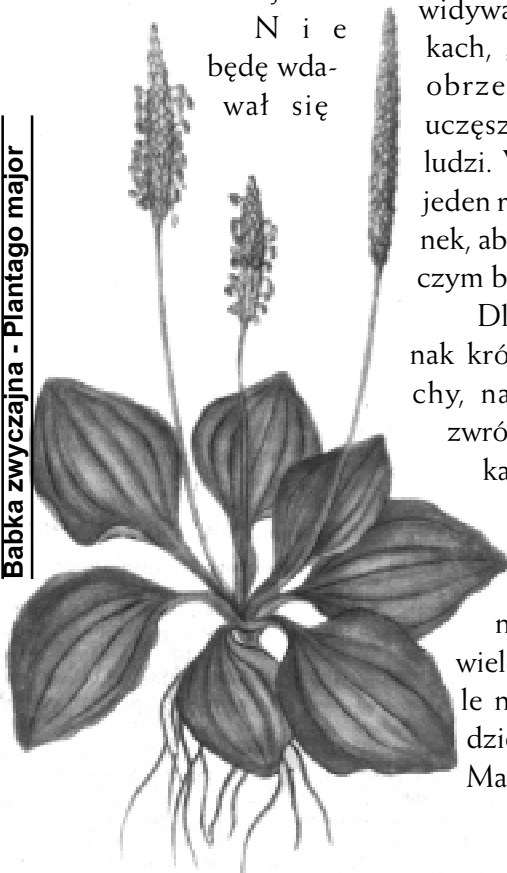 Babka zwyczajna - Plantago major
N i e
będę wda-
wał się
widywa
kach,
obrze
uczęsz
ludzi.
jeden r
nek, ab
czym b
Dl
nak kró
chy, na
zwró
ka
n
wiel
le n
dzie
Ma